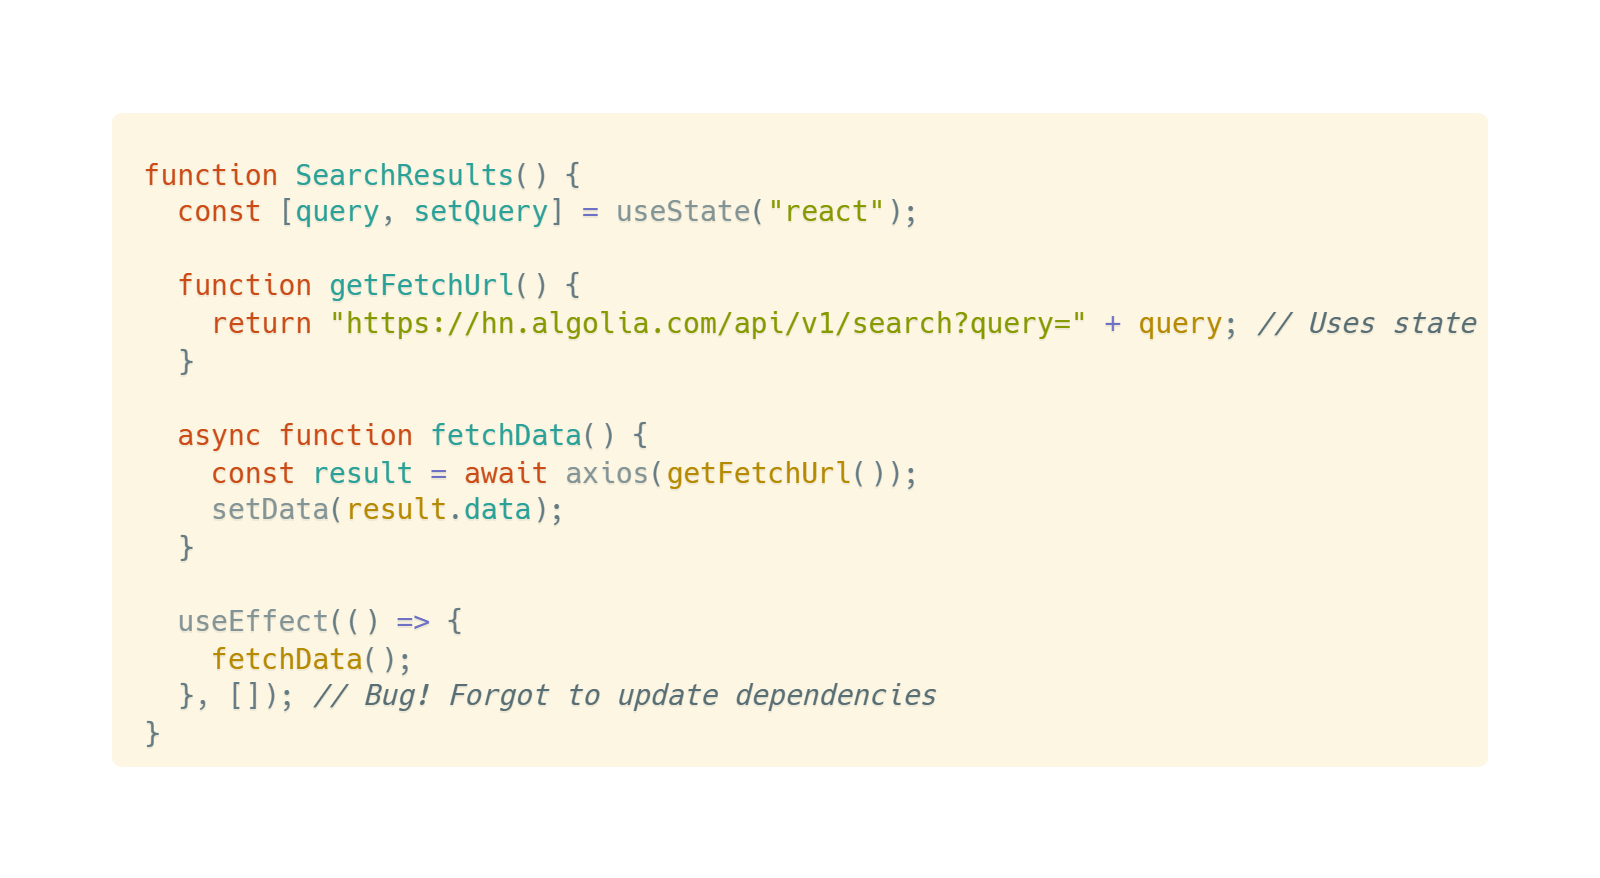 function SearchResults() {
  const [query, setQuery] = useState("react");

  function getFetchUrl() {
    return "https://hn.algolia.com/api/v1/search?query=" + query; // Uses state
  }

  async function fetchData() {
    const result = await axios(getFetchUrl());
    setData(result.data);
  }

  useEffect(() => {
    fetchData();
  }, []); // Bug! Forgot to update dependencies
}